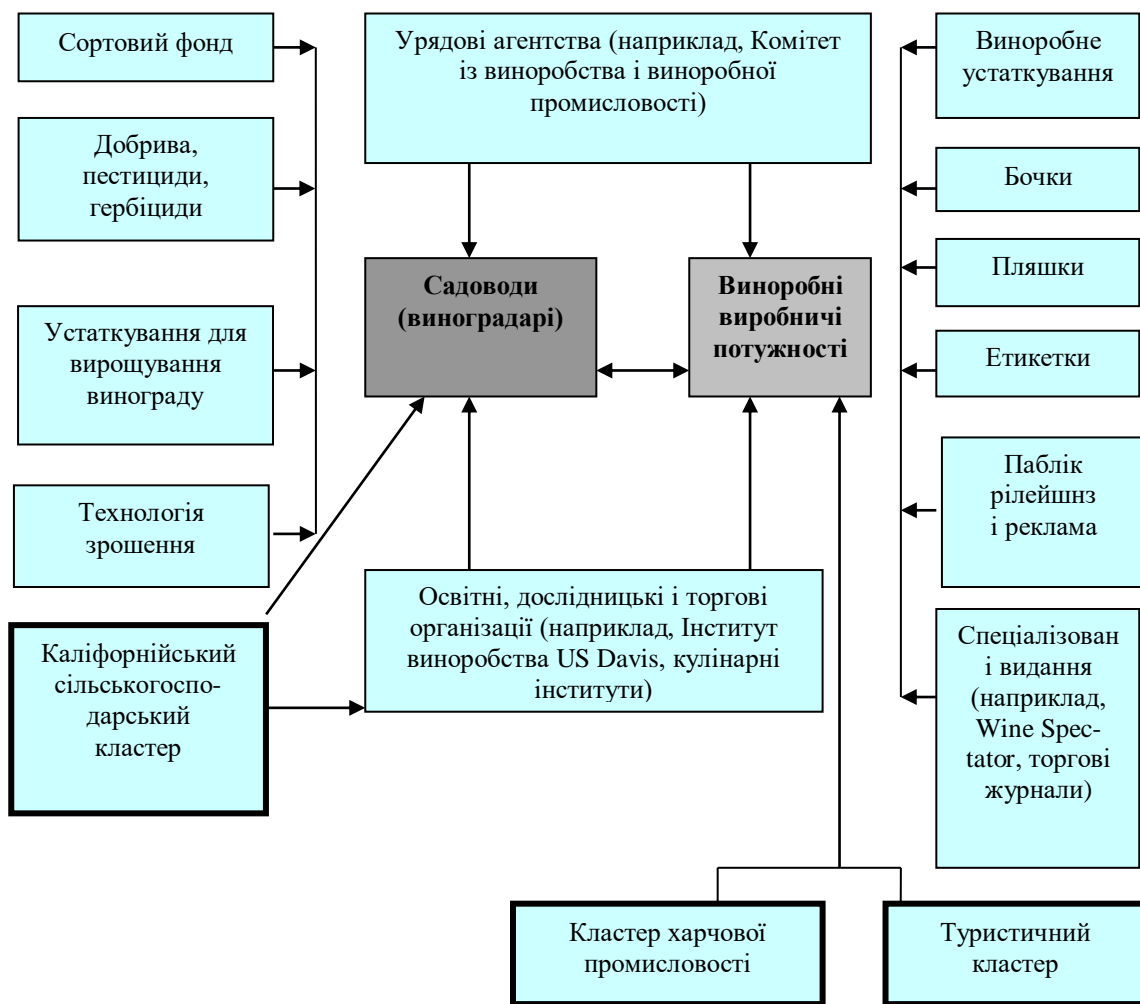 Сортовий фонд
Урядові агентства (наприклад, Комітет
із виноробства і виноробної
промисловості)
Виноробне
устаткування
Добрива,
пестициди,
гербіциди
Бочки
Садоводи
(виноградарі)
Виноробні
виробничі
потужності
Пляшки
Устаткування для
вирощування
винограду
Етикетки
Паблік
рілейшнз
і реклама
Технологія
зрошення
Освітні, дослідницькі і торгові
організації (наприклад, Інститут
виноробства US Davis, кулінарні
інститути)
Каліфорнійський
сільськогоспо-
дарський
кластер
Спеціалізован
і видання
(наприклад,
Wine Spec-
tator, торгові
журнали)
Кластер харчової
промисловості
Туристичний
кластер